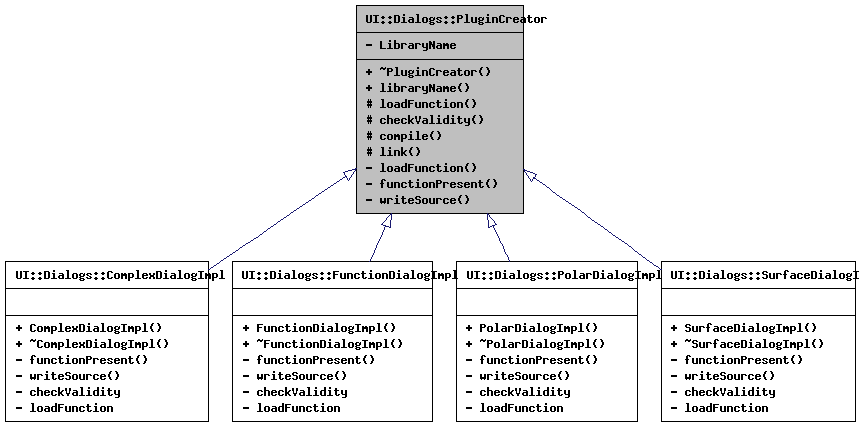 UI::Dialogs::PluginCreator
- LibraryName
+ ~PluginCreator()
+ libraryName()
# loadFunction()
# checkValidity()
# compile()
# link()
- loadFunction()
- functionPresent()
- writeSource()
UI::Dialogs::ComplexDialogImpl
+ ComplexDialogImpl()
+ ~ComplexDialogImpl()
- functionPresent()
- writeSource()
- checkValidity
- loadFunction
UI::Dialogs::FunctionDialogImpl
+ FunctionDialogImpl()
+ ~FunctionDialogImpl()
- functionPresent()
- writeSource()
- checkValidity
- loadFunction
UI::Dialogs::PolarDialogImpl
+ PolarDialogImpl()
+ ~PolarDialogImpl()
- functionPresent()
- writeSource()
- checkValidity
- loadFunction
UI::Dialogs::SurfaceDialogI
+ SurfaceDialogImpl()
+ ~SurfaceDialogImpl()
- functionPresent()
- writeSource()
- checkValidity
- loadFunction